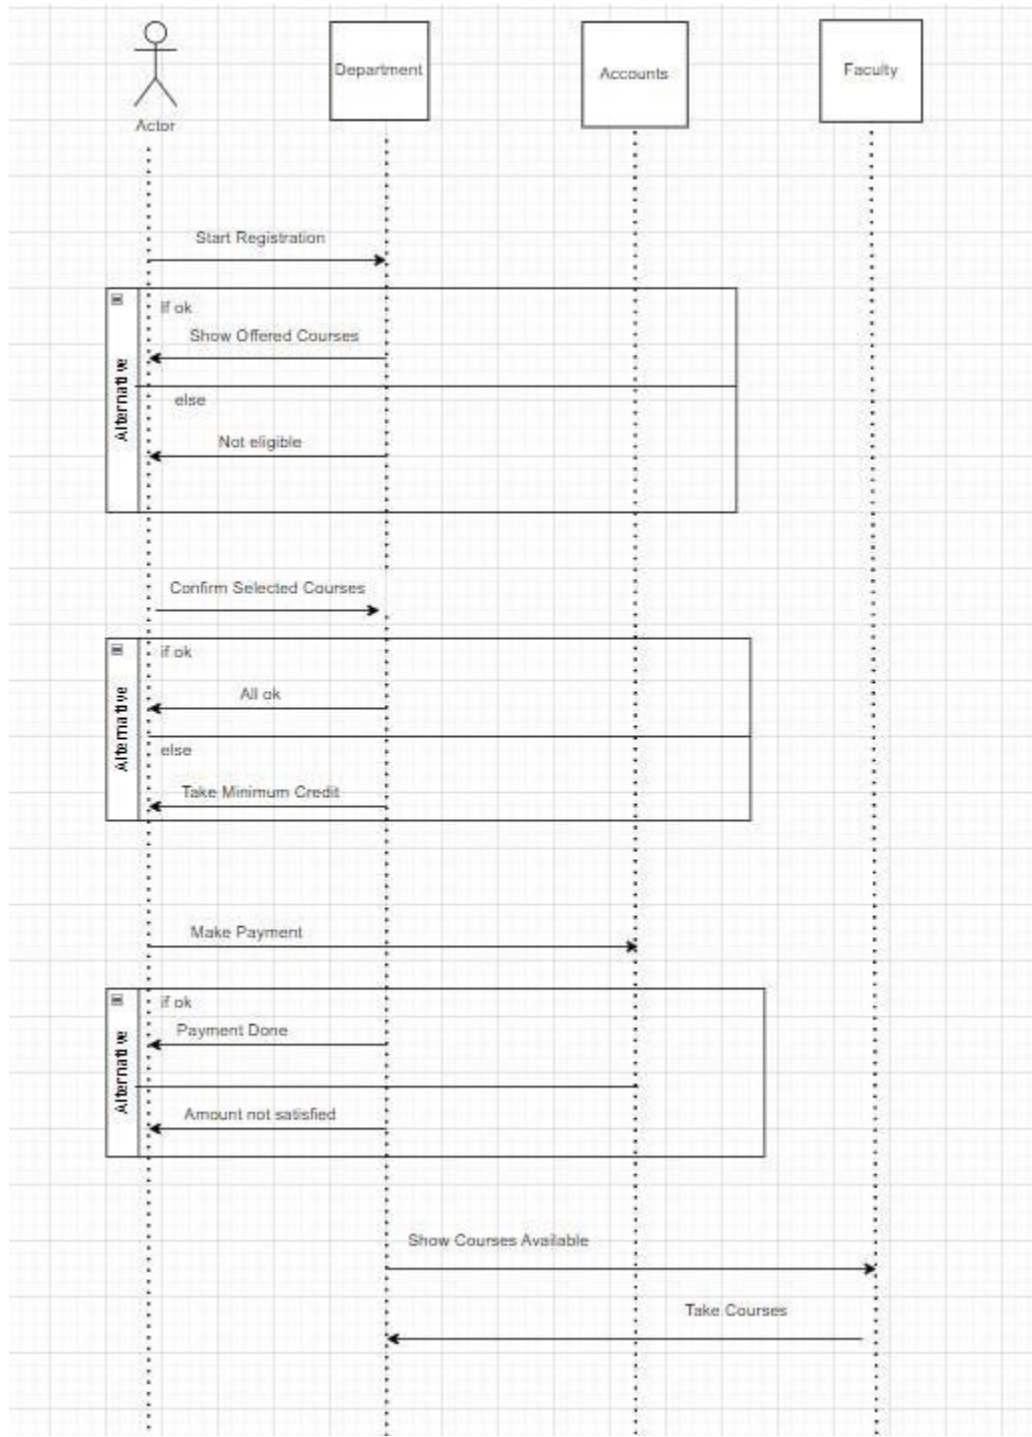 Actor
Department
Accounts
Faculty
Start Registration
Alternative
if ok
Show Offered Courses
else
Not eligible
Confirm Selected Courses
Alternative
if ok
All ok
else
Take Minimum Credit
Make Payment
Alternative
if ok
Payment Done
Amount not satisfied
Show Courses Available
Take Courses